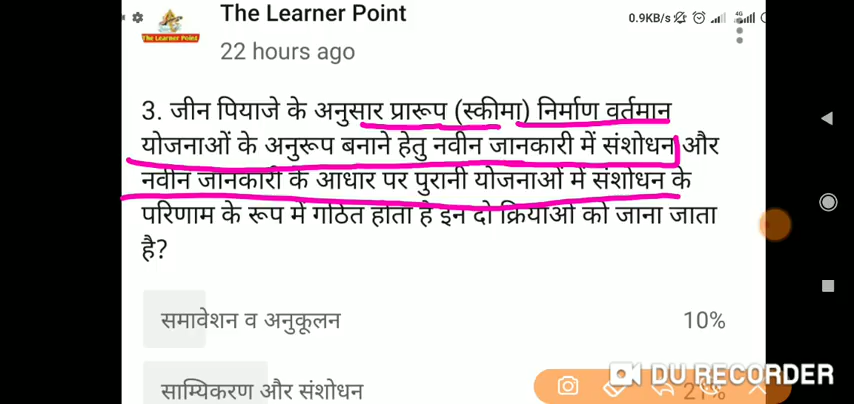 The Learner Point
0.9KB/s
The Learner Point
22 hours ago
3. जीन पियाजे के अनुसार प्रारूप (स्कीमा) निर्माण वर्तमान
योजनाओं के अनुरूप बनाने हेतु नवीन जानकारी में संशोधन और
नवीन जानकारी के आधार पर पुरानी योजनाओं में संशोधन के
परिणाम के रूप में गठित होता है इन दो क्रियाओं को जाना जाता
है?
समावेशन व अनुकूलन 10%
साम्यिकरण और संशोधन 21%
DU RECORDER